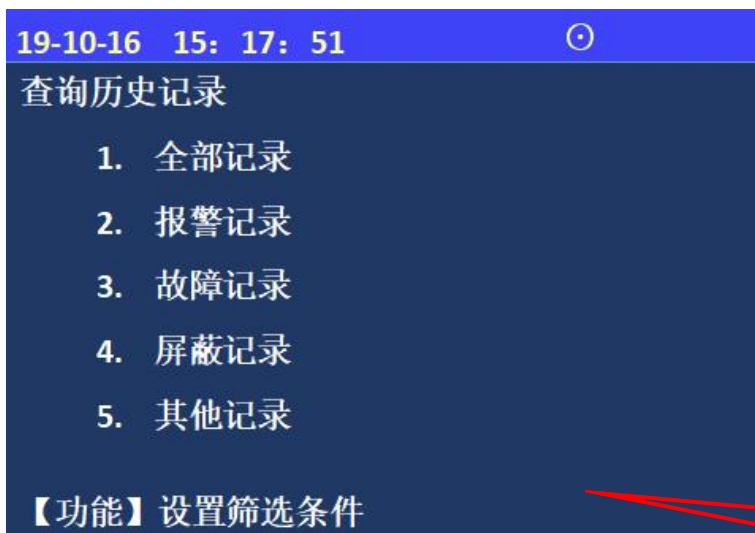 19-10-16 15：17：51
查询历史记录
1. 全部记录
2. 报警记录
3. 故障记录
4. 屏蔽记录
5. 其他记录
【功能】设置筛选条件